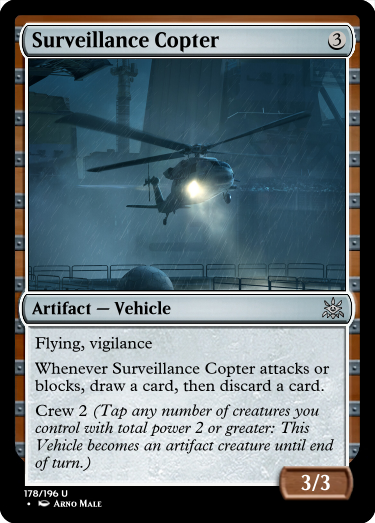 Surveillance Copter 3
Artifact — Vehicle
Flying, vigilance
Whenever Surveillance Copter attacks or
blocks, draw a card, then discard a card.
Crew 2 (Tap any number of creatures you
control with total power 2 or greater: This
Vehicle becomes an artifact creature until end
of turn.)
3/3
178/196 U
• Arno Male